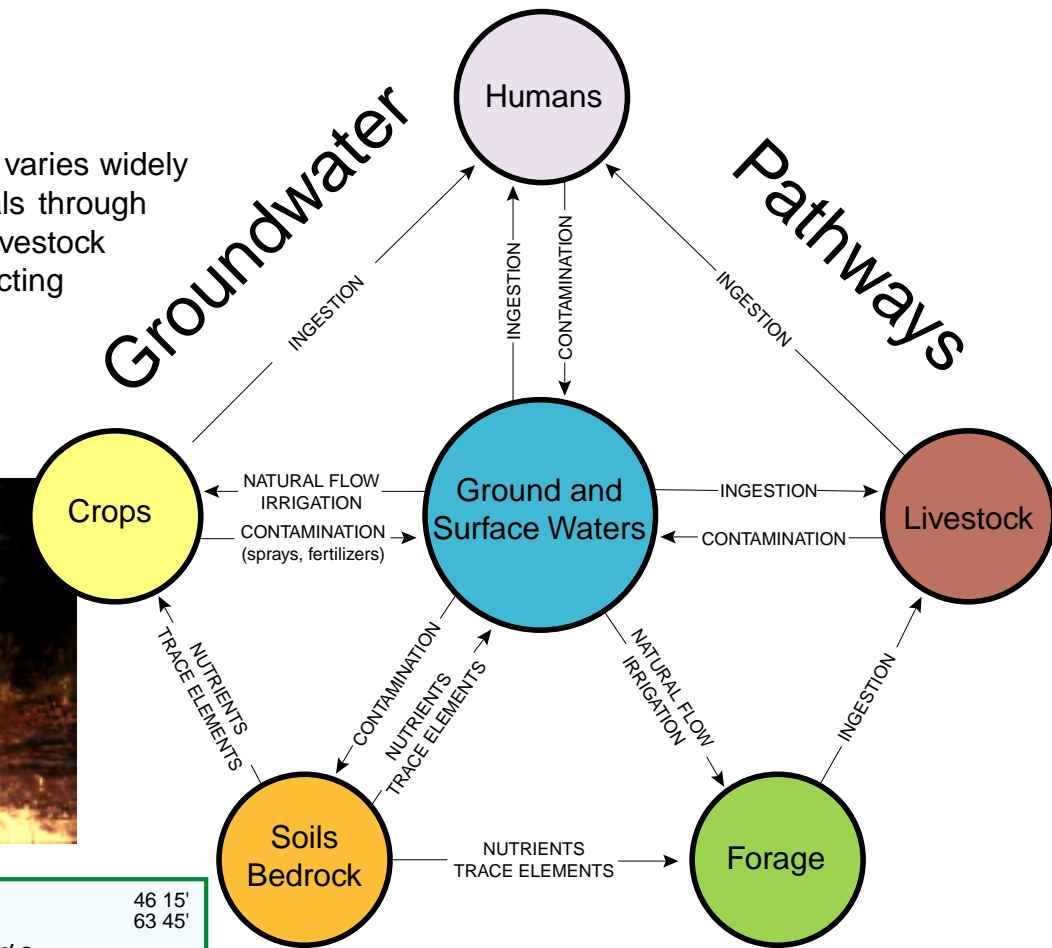 varies widely
through
vestock
Groundwater
Pathways
Humans
INGESTION
INGESTION
CONTAMINATION
INGESTION
Crops
NATURAL FLOW
IRRIGATION
CONTAMINATION
(sprays, fertilizers)
Ground and
Surface Waters
INGESTION
CONTAMINATION
Livestock
NUTRIENTS
TRACE ELEMENTS
CONTAMINATION
NUTRIENTS
TRACE ELEMENTS
NATURAL FLOW
IRRIGATION
INGESTION
Soils
Bedrock
NUTRIENTS
TRACE ELEMENTS
Forage
46 15'
63 45'